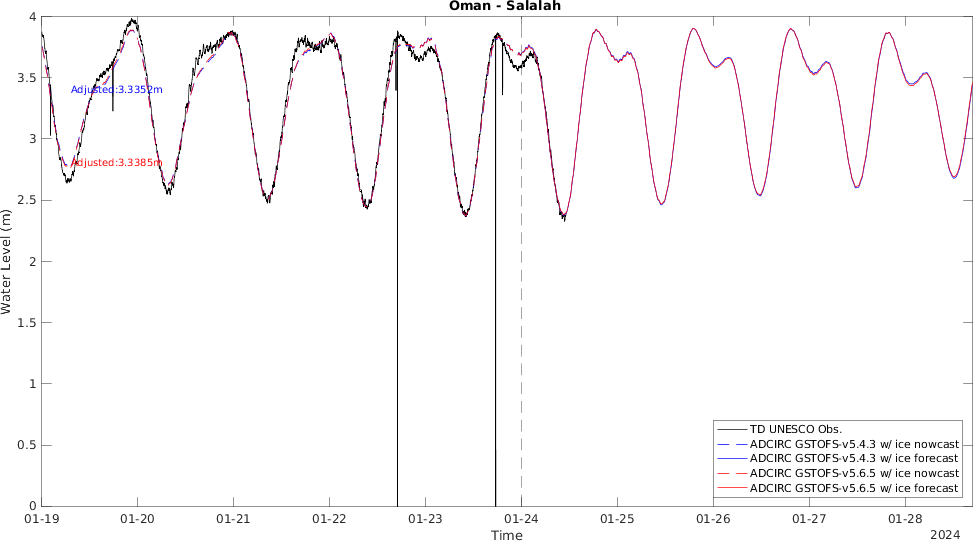 Oman - Salalah
4
3.5
3
2.5
2
1.5
1
0.5
0
Water Level (m)
Adjusted:3.3352m
Adjusted:3.3385m
TD UNESCO Obs.
ADCIRC GSTOFS-v5.4.3 w/ ice nowcast
ADCIRC GSTOFS-v5.4.3 w/ ice forecast
ADCIRC GSTOFS-v5.6.5 w/ ice nowcast
ADCIRC GSTOFS-v5.6.5 w/ ice forecast
01-19 01-20 01-21 01-22 01-23 01-24 01-25 01-26 01-27 01-28
Time
2024